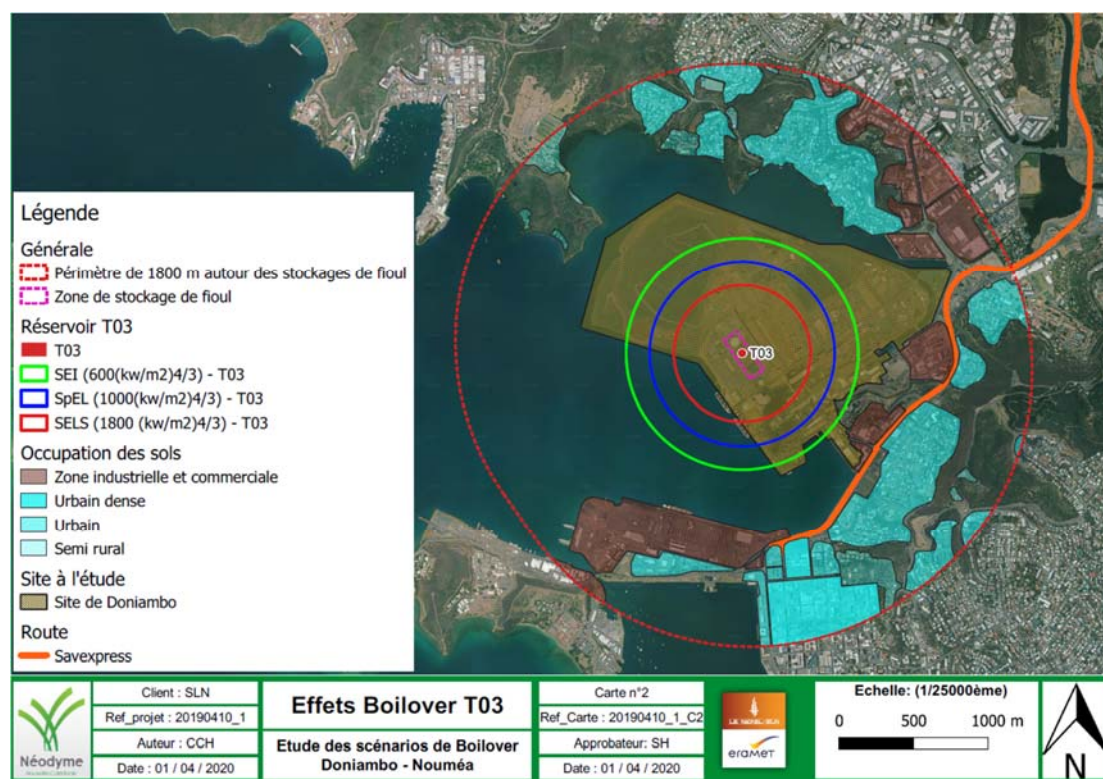 T03
Légende
Générale
Périmètre de 1800 m autour des stockages de fioul
Zone de stockage de fioul
Réservoir T03
T03
SEI (600(kw/m2)4/3) - T03
SpEL (1000(kw/m2)4/3) - T03
SELS (1800 (kw/m2)4/3) - T03
Occupation des sols
Zone industrielle et commerciale
Urbain dense
Urbain
Semi rural
Site à l'étude
Site de Doniambo
Route
Savexpress
Néodyme
Client : SLN
Ref_projet : 20190410_1
Auteur : CCH
Date : 01 / 04 / 2020
Effets Boilover T03
Etude des scénarios de Boilover
Doniambo - Nouméa
Carte n°2
Ref_Carte : 20190410_1_C2
Approbateur: SH
Date : 01 / 04 / 2020
LE NICKEL-SLN
eramet
Echelle: (1/25000ème)
0 500 1000 m
N